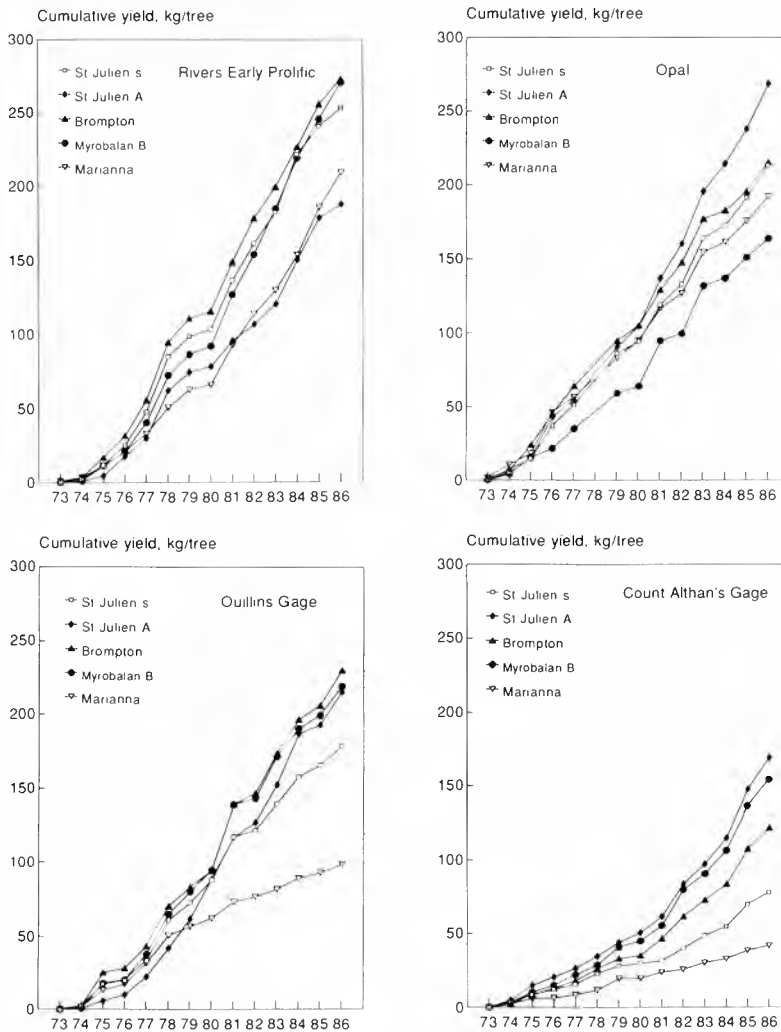 Cumulative yield, kg/tree
300
250
200
150
100
50
0
St Julien s
St Julien A
Brompton
Myrobalan B
Marianna
Rivers Early Prolific
73 74 75 76 77 78 79 80 81 82 83 84 85 86
Cumulative yield, kg/tree
300
250
200
150
100
50
0
St Julien s
St Julien A
Brompton
Myrobalan B
Marianna
Opal
73 74 75 76 77 78 79 80 81 82 83 84 85 86
Cumulative yield, kg/tree
300
250
200
150
100
50
0
St Julien s
St Julien A
Brompton
Myrobalan B
Marianna
Ouillins Gage
73 74 75 76 77 78 79 80 81 82 83 84 85 86
Cumulative yield, kg/tree
300
250
200
150
100
50
0
St Julien s
St Julien A
Brompton
Myrobalan B
Marianna
Count Althan's Gage
73 74 75 76 77 78 79 80 81 82 83 84 85 86